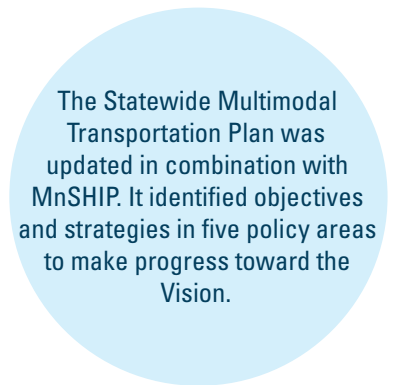 The Statewide Multimodal
Transportation Plan was
updated in combination with
MnSHIP. It identified objectives
and strategies in five policy areas
to make progress toward the
Vision.